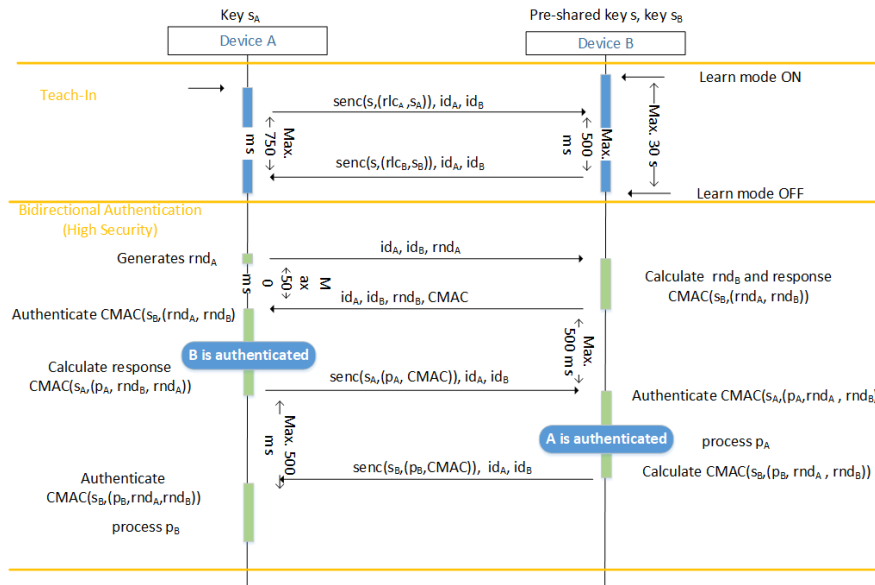 Key sA
Pre-shared key s, key sB
Device A
Device B
Teach-In
Learn mode ON
senc(s,(rlcA ,sA)), idA, idB
Max.
750
ms
Max.
500
ms
Max. 30 s
senc(s,(rlcB,sB)), idA, idB
Learn mode OFF
Bidirectional Authentication
(High Security)
Generates rndA
idA, idB, rndA
M
ax
50
0
ms
Calculate rndB and response
CMAC(sB,(rndA, rndB))
idA, idB, rndB, CMAC
Authenticate CMAC(sB,(rndA, rndB)
B is authenticated
Max.
500 ms
Calculate response
CMAC(sA,(pA, rndB, rndA))
senc(sA,(pA, CMAC)), idA, idB
Authenticate CMAC(sA,(pA,rndA , rndB)
Max. 500
ms
A is authenticated
process pA
senc(sB,(pB,CMAC)), idA, idB
Calculate CMAC(sB,(pB, rndA , rndB))
Authenticate
CMAC(sB,(pB,rndA,rndB))
process pB